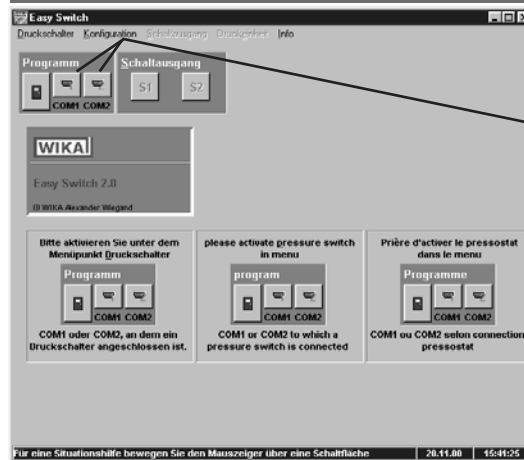 Easy Switch
Druckschalter Konfiguration Schaltausgang Druckeinheit Info
Programm
Schaltausgang
S1 S2
COM1 COM2
WIKA
Easy Switch 2.0
© WIKA Alexander Wiegand
Bitte aktivieren Sie unter dem
Menüpunkt Druckschalter
Programm
COM1 COM2
COM1 oder COM2, an dem ein
Druckschalter angeschlossen ist.
please activate pressure switch
in menu
program
COM1 COM2
COM1 or COM2 to which a
pressure switch is connected
Prière d'activer le pressostat
dans le menu
Programme
COM1 COM2
COM1 ou COM2 selon connection
pressostat
Für eine Situationshilfe bewegen Sie den Mauszeiger über eine Schaltfläche 20.11.00 15:41:25